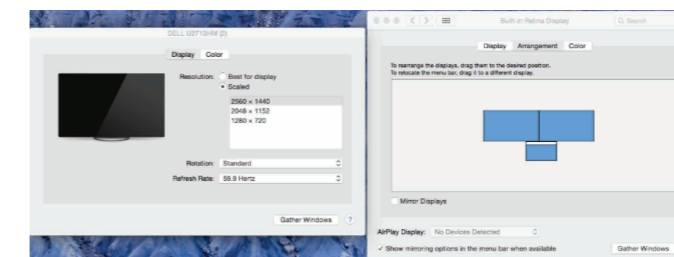 DELL U2713HM (2)
Display Color
Resolution: Best for display
Scaled
2560 × 1440
2048 × 1152
1280 × 720
Rotation: Standard
Refresh Rate: 59.9 Hertz
Gather Windows ?
Built-in Retina Display
Search
Display Arrangement Color
To rearrange the displays, drag them to the desired position.
To relocate the menu bar, drag it to a different display.
Mirror Displays
AirPlay Display: No Devices Detected
Show mirroring options in the menu bar when available
Gather Windows